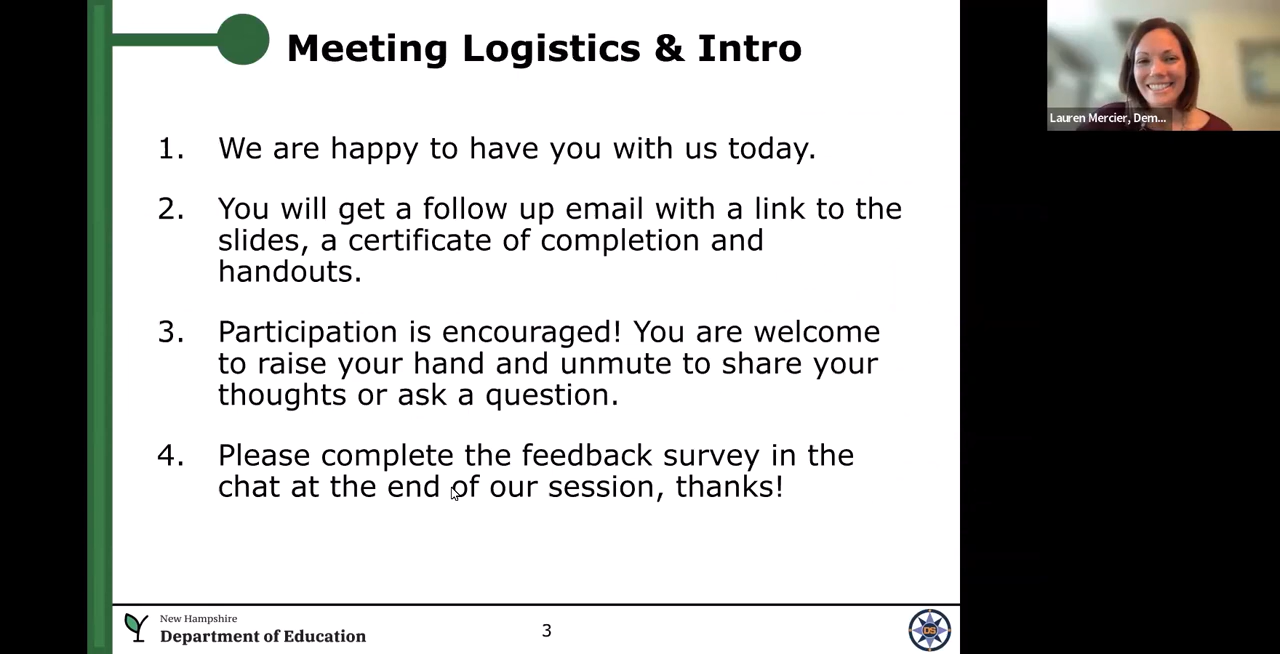 Meeting Logistics & Intro
Lauren Mercier, Dem...
1. We are happy to have you with us today.
2. You will get a follow up email with a link to the
slides, a certificate of completion and
handouts.
3. Participation is encouraged! You are welcome
to raise your hand and unmute to share your
thoughts or ask a question.
4. Please complete the feedback survey in the
chat at the end of our session, thanks!
New Hampshire
Department of Education
3
DS